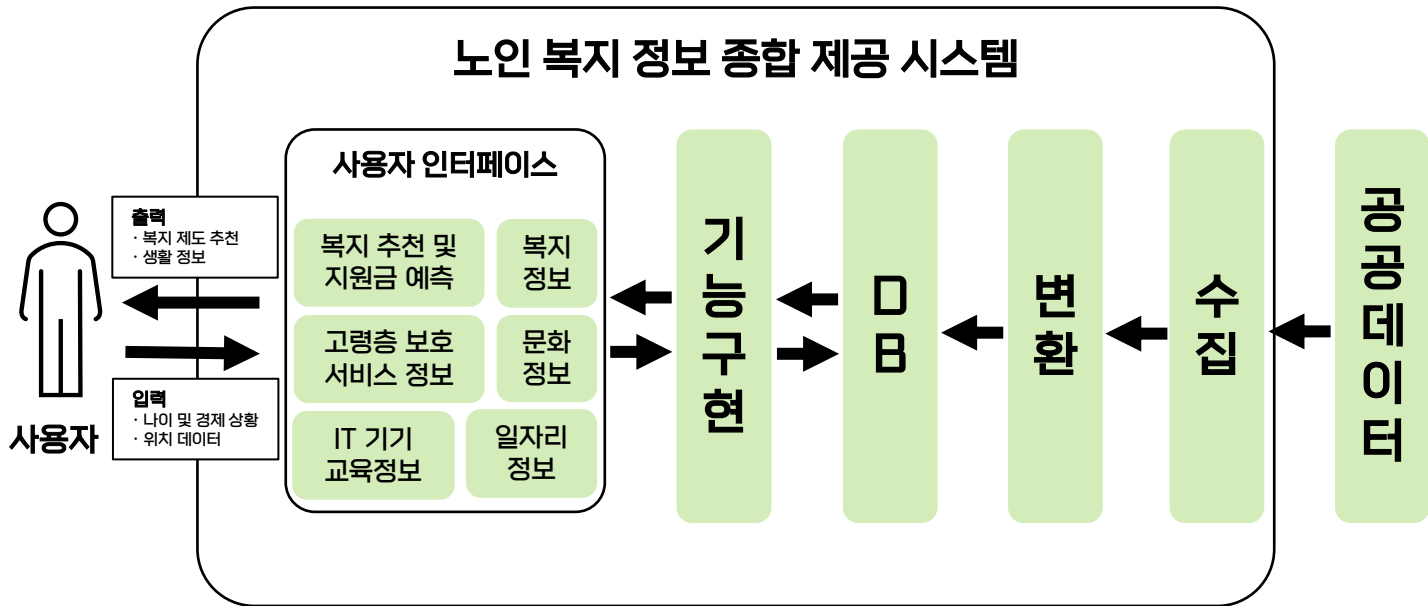 노인 복지 정보 종합 제공 시스템
사용자 인터페이스
출력
· 복지 제도 추천
· 생활 정보
입력
· 나이 및 경제 상황
· 위치 데이터
사용자
복지 추천 및
지원금 예측
복지
정보
고령층 보호
서비스 정보
문화
정보
IT 기기
교육정보
일자리
정보
기능구현
DB
변환
수집
공공데이터